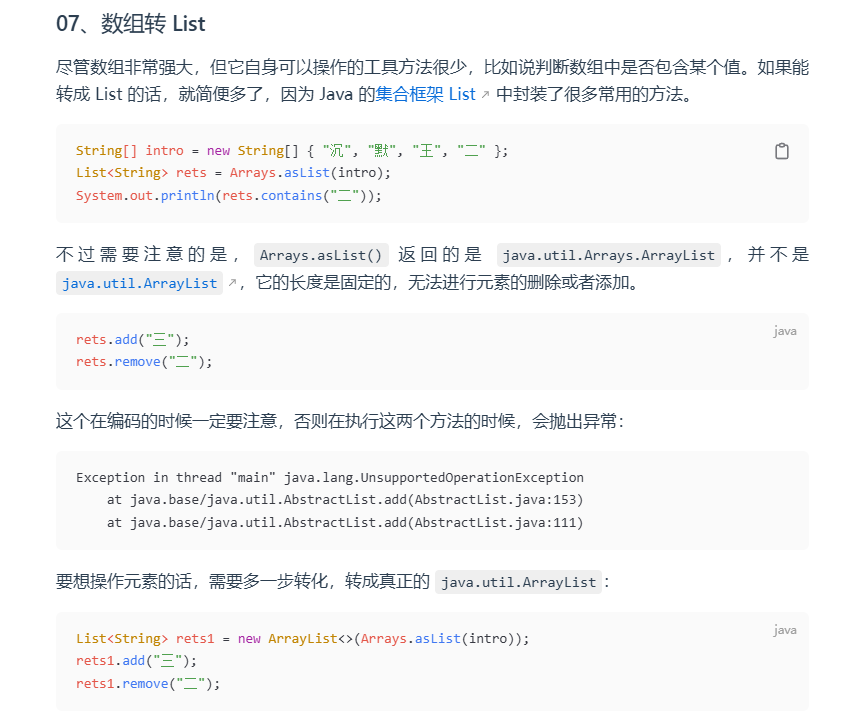 07、数组转 List
尽管数组非常强大，但它自身可以操作的工具方法很少，比如说判断数组中是否包含某个值。如果能
转成 List 的话，就简便多了，因为 Java 的集合框架 List 中封装了很多常用的方法。
String[] intro = new String[] { "沉", "默", "王", "二" };
List<String> rets = Arrays.asList(intro);
System.out.println(rets.contains("二"));
不过需要注意的是， Arrays.asList() 返回的是 java.util.Arrays.ArrayList ，并不是
java.util.ArrayList ，它的长度是固定的，无法进行元素的删除或者添加。
java
rets.add("三");
rets.remove("二");
这个在编码的时候一定要注意，否则在执行这两个方法的时候，会抛出异常：
Exception in thread "main" java.lang.UnsupportedOperationException
    at java.base/java.util.AbstractList.add(AbstractList.java:153)
    at java.base/java.util.AbstractList.add(AbstractList.java:111)
要想操作元素的话，需要多一步转化，转成真正的 java.util.ArrayList ：
java
List<String> rets1 = new ArrayList<>(Arrays.asList(intro));
rets1.add("三");
rets1.remove("二");